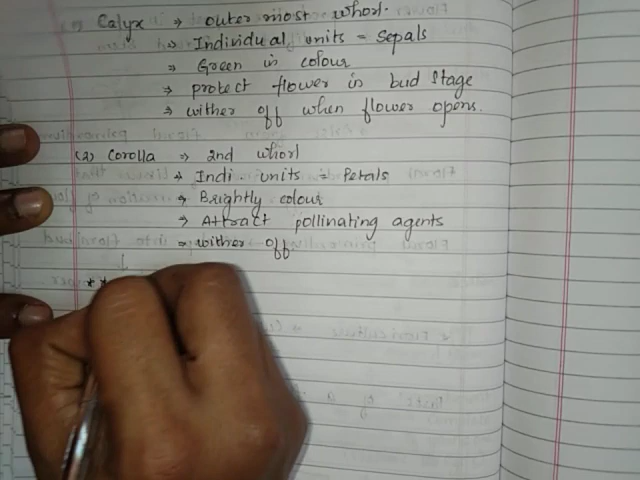 (1) Calyx → outer most whorl.
→ Individual units = Sepals
→ Green in colour
→ protect flower in bud stage
→ wither off when flower opens.
(2) Corolla → 2nd whorl
→ Indi. units = Petals
→ Brightly colour
→ Attract pollinating agents
→ wither off
**